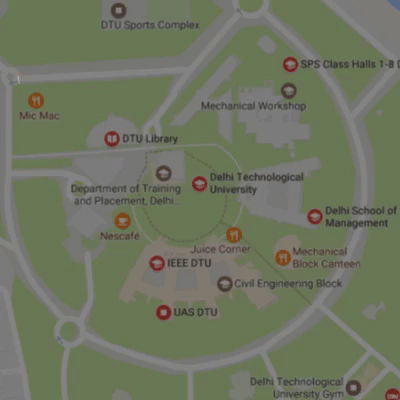 DTU Sports Complex
SPS Class Halls 1-8 D
Mic Mac
Mechanical Workshop
DTU Library
Department of Training
and Placement, Delhi...
Delhi Technological
University
Delhi School of
Management
Nescafé
Juice Corner
Mechanical
Block Canteen
IEEE DTU
Civil Engineering Block
UAS DTU
Delhi Technological
University Gym